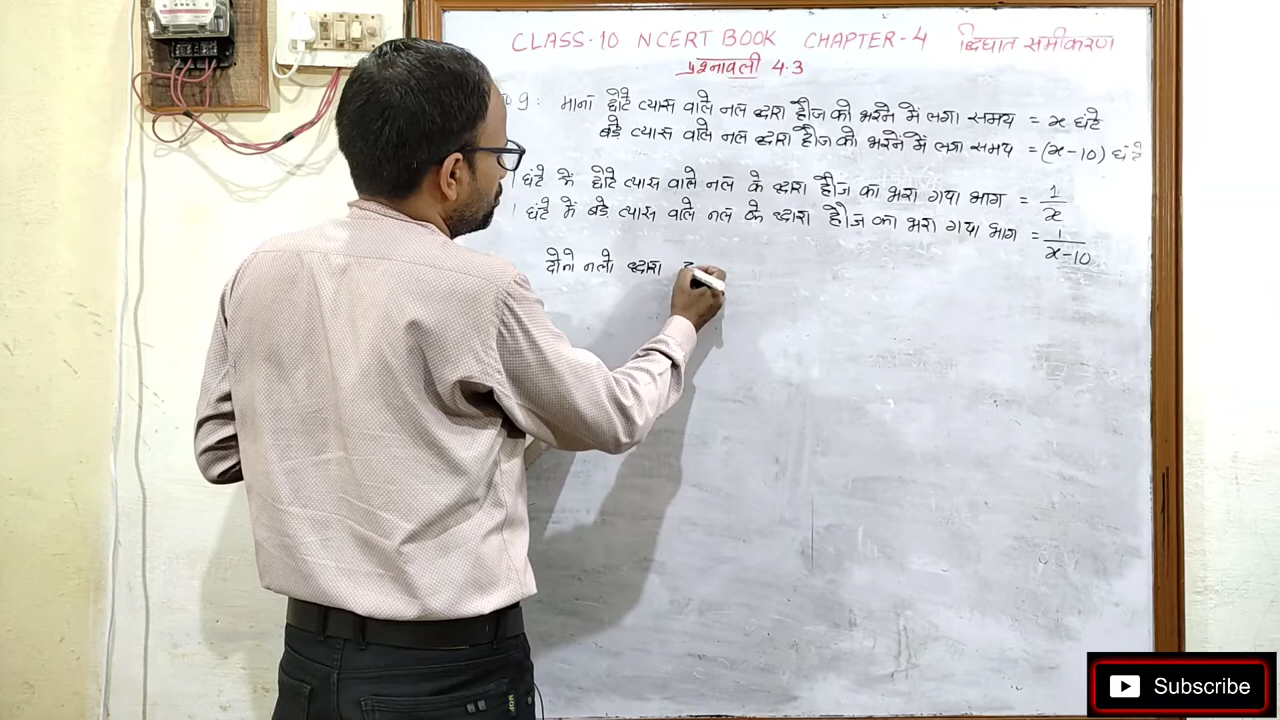 CLASS-10 NCERT BOOK CHAPTER-4 द्विघात समीकरण
प्रश्नावली 4.3
9: माना छोटे व्यास वाले नल द्वारा हौज को भरने में लगा समय = x घंटे
बड़े व्यास वाले नल द्वारा हौज को भरने में लगा समय = (x-10) घंटे
1 घंटे में छोटे व्यास वाले नल के द्वारा हौज का भरा गया भाग = 1/x
1 घंटे में बड़े व्यास वाले नल के द्वारा हौज का भरा गया भाग = 1/x-10
दोनो नलो द्वारा
Subscribe